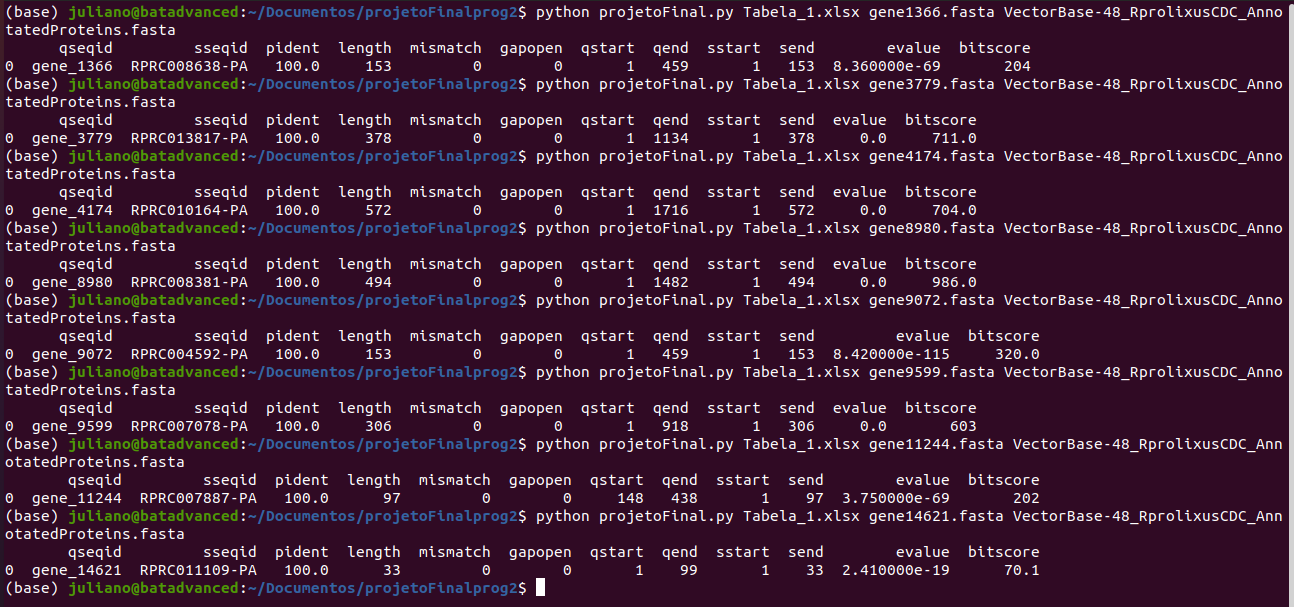 (base) juliano@batadvanced:~/Documentos/projetoFinalprog2$ python projetoFinal.py Tabela_1.xlsx gene1366.fasta VectorBase-48_RprolixusCDC_Anno
tatedProteins.fasta
      qseqid         sseqid  pident  length  mismatch  gapopen  qstart  qend  sstart  send        evalue  bitscore
0  gene_1366  RPRC008638-PA   100.0     153         0        0       1   459       1   153  8.360000e-69       204
(base) juliano@batadvanced:~/Documentos/projetoFinalprog2$ python projetoFinal.py Tabela_1.xlsx gene3779.fasta VectorBase-48_RprolixusCDC_Anno
tatedProteins.fasta
      qseqid         sseqid  pident  length  mismatch  gapopen  qstart  qend  sstart  send  evalue  bitscore
0  gene_3779  RPRC013817-PA   100.0     378         0        0       1  1134       1   378     0.0     711.0
(base) juliano@batadvanced:~/Documentos/projetoFinalprog2$ python projetoFinal.py Tabela_1.xlsx gene4174.fasta VectorBase-48_RprolixusCDC_Anno
tatedProteins.fasta
      qseqid         sseqid  pident  length  mismatch  gapopen  qstart  qend  sstart  send  evalue  bitscore
0  gene_4174  RPRC010164-PA   100.0     572         0        0       1  1716       1   572     0.0     704.0
(base) juliano@batadvanced:~/Documentos/projetoFinalprog2$ python projetoFinal.py Tabela_1.xlsx gene8980.fasta VectorBase-48_RprolixusCDC_Anno
tatedProteins.fasta
      qseqid         sseqid  pident  length  mismatch  gapopen  qstart  qend  sstart  send  evalue  bitscore
0  gene_8980  RPRC008381-PA   100.0     494         0        0       1  1482       1   494     0.0     986.0
(base) juliano@batadvanced:~/Documentos/projetoFinalprog2$ python projetoFinal.py Tabela_1.xlsx gene9072.fasta VectorBase-48_RprolixusCDC_Anno
tatedProteins.fasta
      qseqid         sseqid  pident  length  mismatch  gapopen  qstart  qend  sstart  send         evalue  bitscore
0  gene_9072  RPRC004592-PA   100.0     153         0        0       1   459       1   153  8.420000e-115     320.0
(base) juliano@batadvanced:~/Documentos/projetoFinalprog2$ python projetoFinal.py Tabela_1.xlsx gene9599.fasta VectorBase-48_RprolixusCDC_Anno
tatedProteins.fasta
      qseqid         sseqid  pident  length  mismatch  gapopen  qstart  qend  sstart  send  evalue  bitscore
0  gene_9599  RPRC007078-PA   100.0     306         0        0       1   918       1   306     0.0       603
(base) juliano@batadvanced:~/Documentos/projetoFinalprog2$ python projetoFinal.py Tabela_1.xlsx gene11244.fasta VectorBase-48_RprolixusCDC_Ann
otatedProteins.fasta
       qseqid         sseqid  pident  length  mismatch  gapopen  qstart  qend  sstart  send        evalue  bitscore
0  gene_11244  RPRC007887-PA   100.0      97         0        0     148   438       1    97  3.750000e-69       202
(base) juliano@batadvanced:~/Documentos/projetoFinalprog2$ python projetoFinal.py Tabela_1.xlsx gene14621.fasta VectorBase-48_RprolixusCDC_Ann
otatedProteins.fasta
       qseqid         sseqid  pident  length  mismatch  gapopen  qstart  qend  sstart  send        evalue  bitscore
0  gene_14621  RPRC011109-PA   100.0      33         0        0       1    99       1    33  2.410000e-19      70.1
(base) juliano@batadvanced:~/Documentos/projetoFinalprog2$